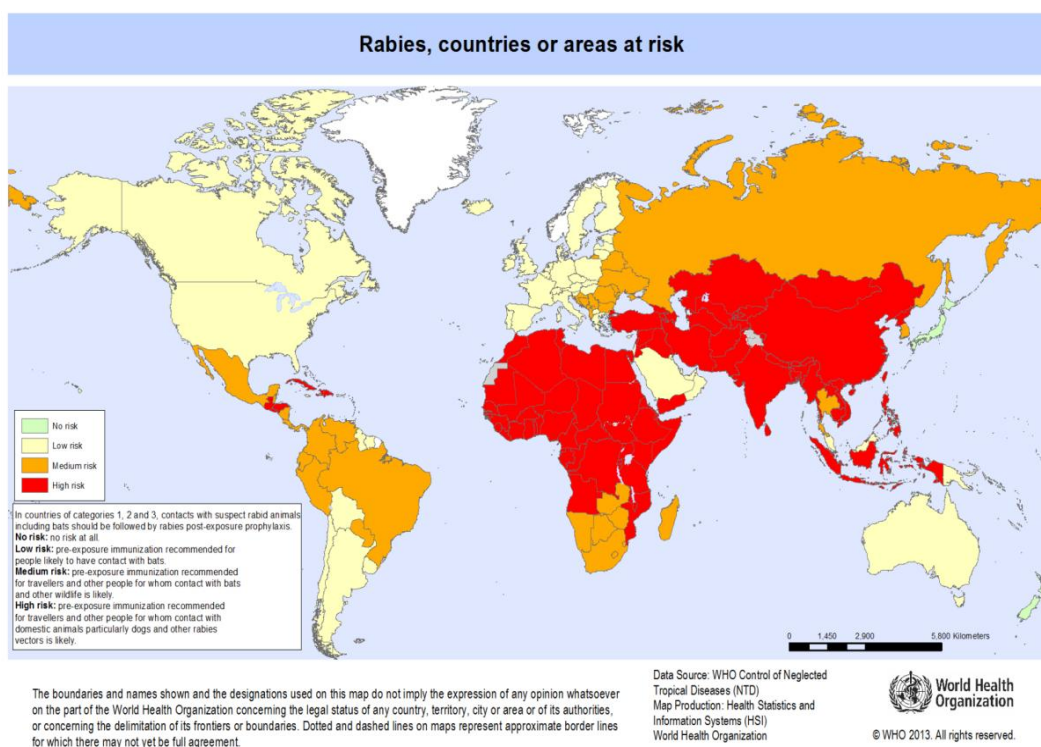 Rabies, countries or areas at risk
No risk
Low risk
Medium risk
High risk
In countries of categories 1, 2 and 3, contacts with suspect rabid animals
including bats should be followed by rabies post-exposure prophylaxis.
No risk: no risk at all.
Low risk: pre-exposure immunization recommended for
people likely to have contact with bats.
Medium risk: pre-exposure immunization recommended
for travellers and other people for whom contact with bats
and other wildlife is likely.
High risk: pre-exposure immunization recommended
for travellers and other people for whom contact with
domestic animals particularly dogs and other rabies
vectors is likely.
0 1,450 2,900 5,800 Kilometers
The boundaries and names shown and the designations used on this map do not imply the expression of any opinion whatsoever
on the part of the World Health Organization concerning the legal status of any country, territory, city or area or of its authorities,
or concerning the delimitation of its frontiers or boundaries. Dotted and dashed lines on maps represent approximate border lines
for which there may not yet be full agreement.
Data Source: WHO Control of Neglected
Tropical Diseases (NTD)
Map Production: Health Statistics and
Information Systems (HSI)
World Health Organization
World Health
Organization
© WHO 2013. All rights reserved.